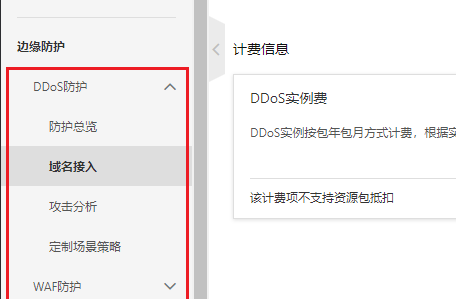 边缘防护
DDoS防护
防护总览
域名接入
攻击分析
定制场景策略
WAF防护
计费信息
DDoS实例费
DDoS实例按包年包月方式计费，根据实
该计费项不支持资源包抵扣